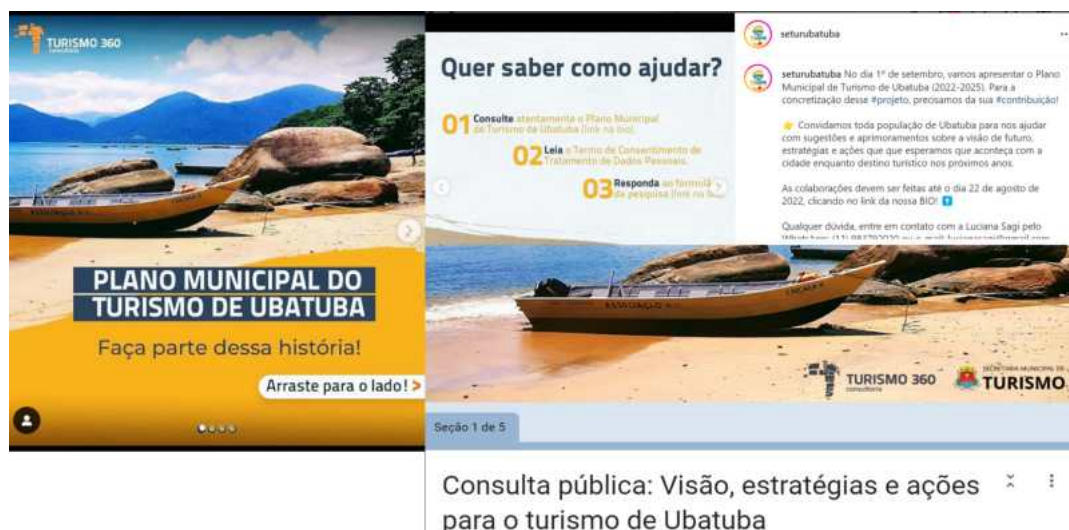 TURISMO 360
consultoria
PLANO MUNICIPAL DO
TURISMO DE UBATUBA
Faça parte dessa história!
Arraste para o lado! >
Quer saber como ajudar?
01 Consulte atentamente o Plano Municipal
de Turismo de Ubatuba (link na bio).
02 Leia o Termo de Consentimento de
Tratamento de Dados Pessoais.
03 Responda ao formulá
da pesquisa (link na
seturubatuba
seturubatuba No dia 1º de setembro, vamos apresentar o Plano
Municipal de Turismo de Ubatuba (2022-2025). Para a
concretização desse #projeto, precisamos da sua #contribuição!
Convidamos toda população de Ubatuba para nos ajudar
com sugestões e aprimoramentos sobre a visão de futuro,
estratégias e ações que que esperamos que aconteça com a
cidade enquanto destino turístico nos próximos anos.
As colaborações devem ser feitas até o dia 22 de agosto de
2022, clicando no link da nossa BIO!
Qualquer dúvida, entre em contato com a Luciana Sagi pelo
TURISMO 360
consultoria
SECRETARIA MUNICIPAL DE
TURISMO
Seção 1 de 5
Consulta pública: Visão, estratégias e ações
para o turismo de Ubatuba